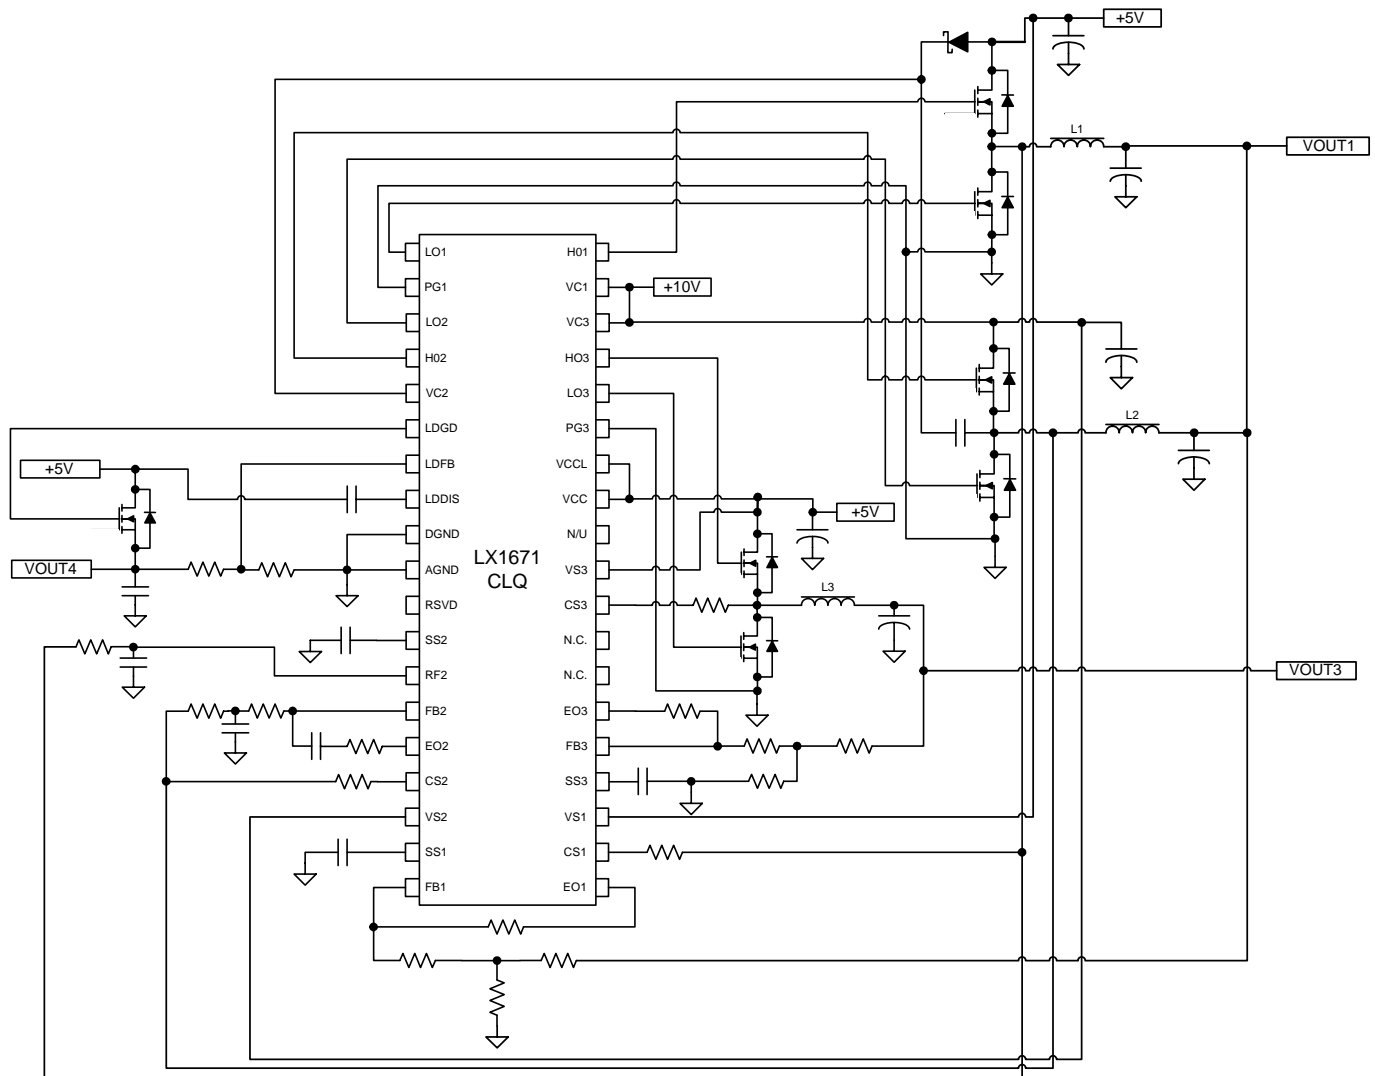 +5V
L1
VOUT1
LO1
H01
PG1
VC1
+10V
LO2
VC3
H02
HO3
VC2
LO3
L2
LDGD
PG3
+5V
LDFB
VCCL
LDDIS
VCC
+5V
DGND
N/U
LX1671
CLQ
VOUT4
AGND
VS3
RSVD
CS3
L3
SS2
N.C.
RF2
N.C.
VOUT3
FB2
EO3
EO2
FB3
CS2
SS3
VS2
VS1
SS1
CS1
FB1
EO1